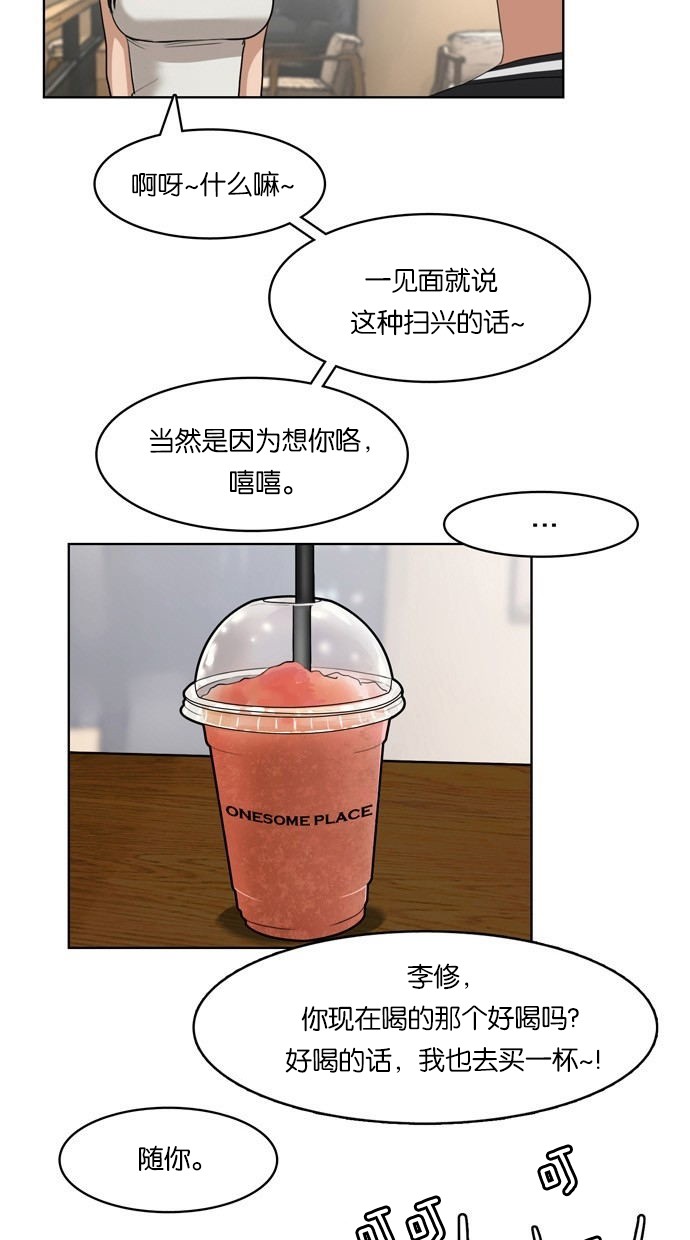 啊呀~什么嘛~
一见面就说
这种扫兴的话~
当然是因为想你咯，
嘻嘻。
...
ONESOME PLACE
李修，
你现在喝的那个好喝吗?
好喝的话，我也去买一杯~!
随你。
叮
叮叮